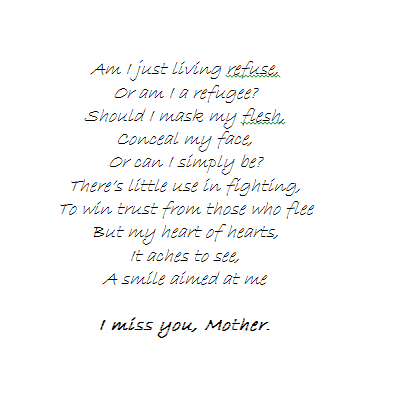 Am I just living refuse,
Or am I a refugee?
Should I mask my flesh,
Conceal my face,
Or can I simply be?
There's little use in fighting,
To win trust from those who flee
But my heart of hearts,
It aches to see,
A smile aimed at me
I miss you, Mother.